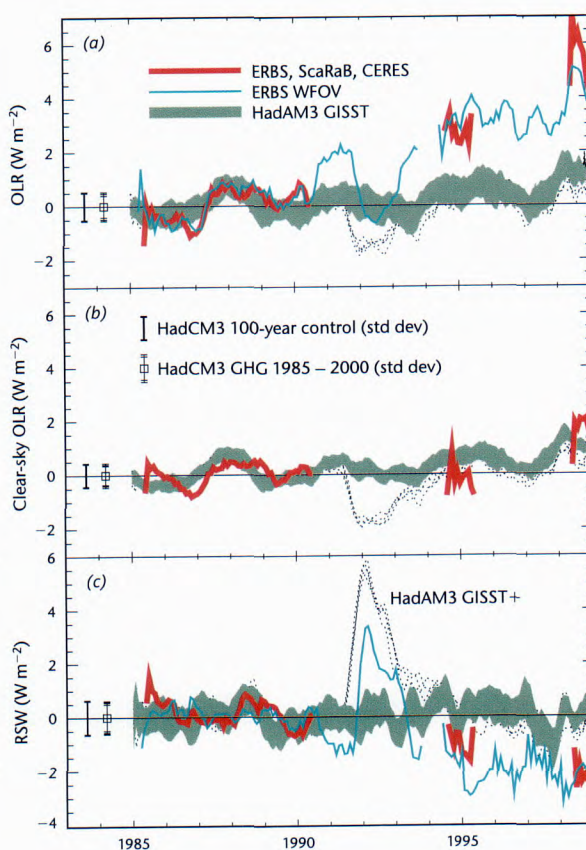 (a)
ERBS, ScaRaB, CERES
ERBS WFOV
HadAM3 GISST
OLR (W m−2)
6
4
2
0
−2
(b)
HadCM3 100-year control (std dev)
HadCM3 GHG 1985 – 2000 (std dev)
Clear-sky OLR (W m−2)
6
4
2
0
−2
(c)
HadAM3 GISST+
RSW (W m−2)
6
4
2
0
−2
−4
1985
1990
1995